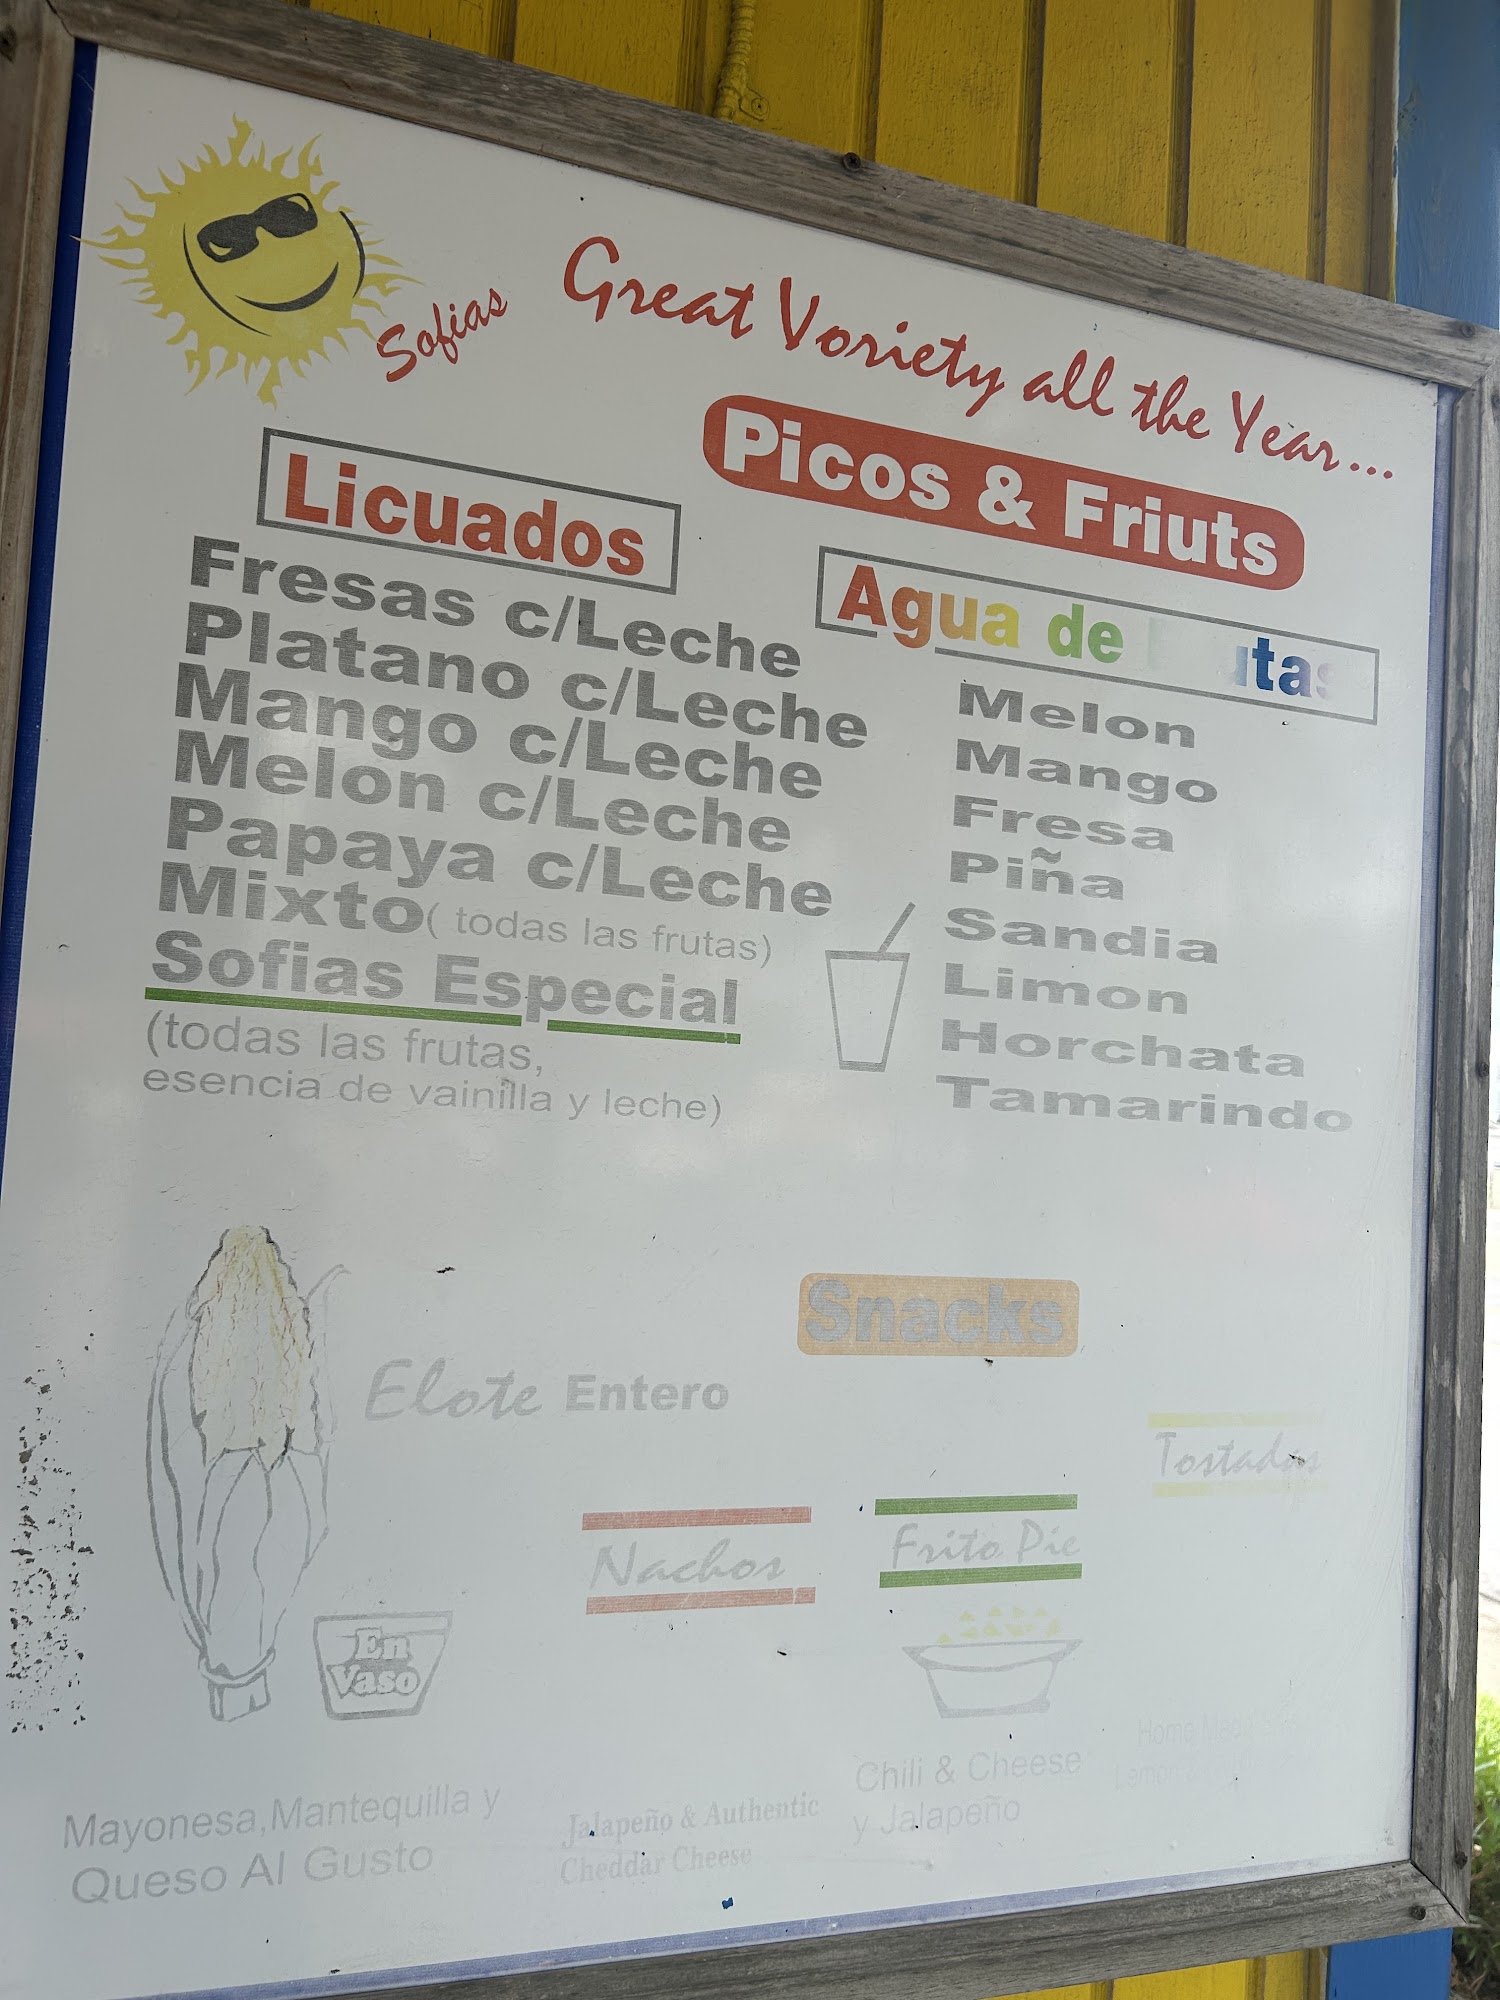 Sofias
Great Voriety all the Year...
Picos & Friuts
Licuados
Fresas c/Leche
Platano c/Leche
Mango c/Leche
Melon c/Leche
Papaya c/Leche
Mixto( todas las frutas)
Sofias Especial
(todas las frutas,
esencia de vainilla y leche)
Agua de
Melon
Mango
Fresa
Piña
Sandia
Limon
Horchata
Tamarindo
Snacks
Elote Entero
En
Vaso
Mayonesa,Mantequilla y
Queso Al Gusto
Nachos
Jalapeño & Authentic
Cheddar Cheese
Frito Pie
Chili & Cheese
y Jalapeño
Tostadas
Home Made
Lemon